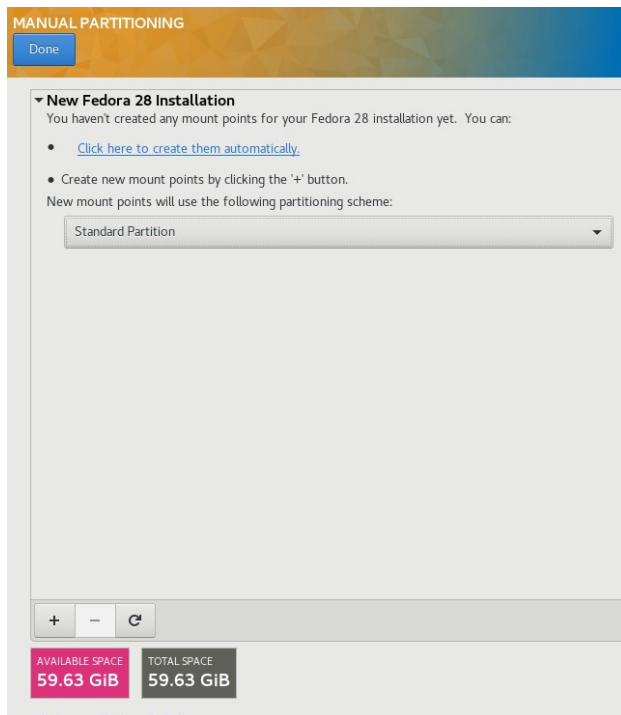 MANUAL PARTITIONING
Done
New Fedora 28 Installation
You haven't created any mount points for your Fedora 28 installation yet. You can:
• Click here to create them automatically.
• Create new mount points by clicking the '+' button.
New mount points will use the following partitioning scheme:
Standard Partition
+ − 
AVAILABLE SPACE
59.63 GiB
TOTAL SPACE
59.63 GiB